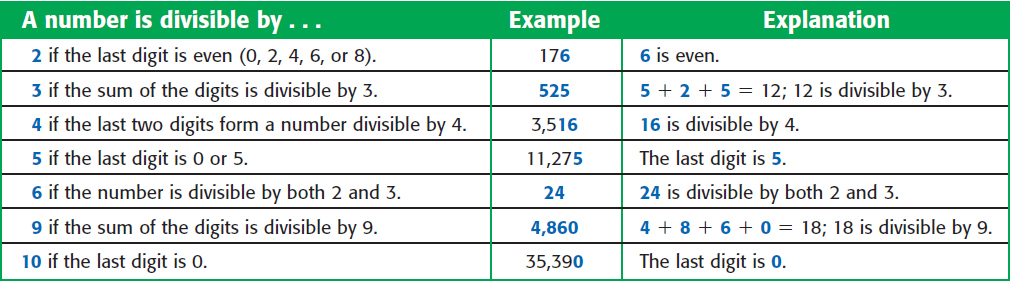 A number is divisible by . . . Example Explanation
2 if the last digit is even (0, 2, 4, 6, or 8). 176 6 is even.
3 if the sum of the digits is divisible by 3. 525 5 + 2 + 5 = 12; 12 is divisible by 3.
4 if the last two digits form a number divisible by 4. 3,516 16 is divisible by 4.
5 if the last digit is 0 or 5. 11,275 The last digit is 5.
6 if the number is divisible by both 2 and 3. 24 24 is divisible by both 2 and 3.
9 if the sum of the digits is divisible by 9. 4,860 4 + 8 + 6 + 0 = 18; 18 is divisible by 9.
10 if the last digit is 0. 35,390 The last digit is 0.